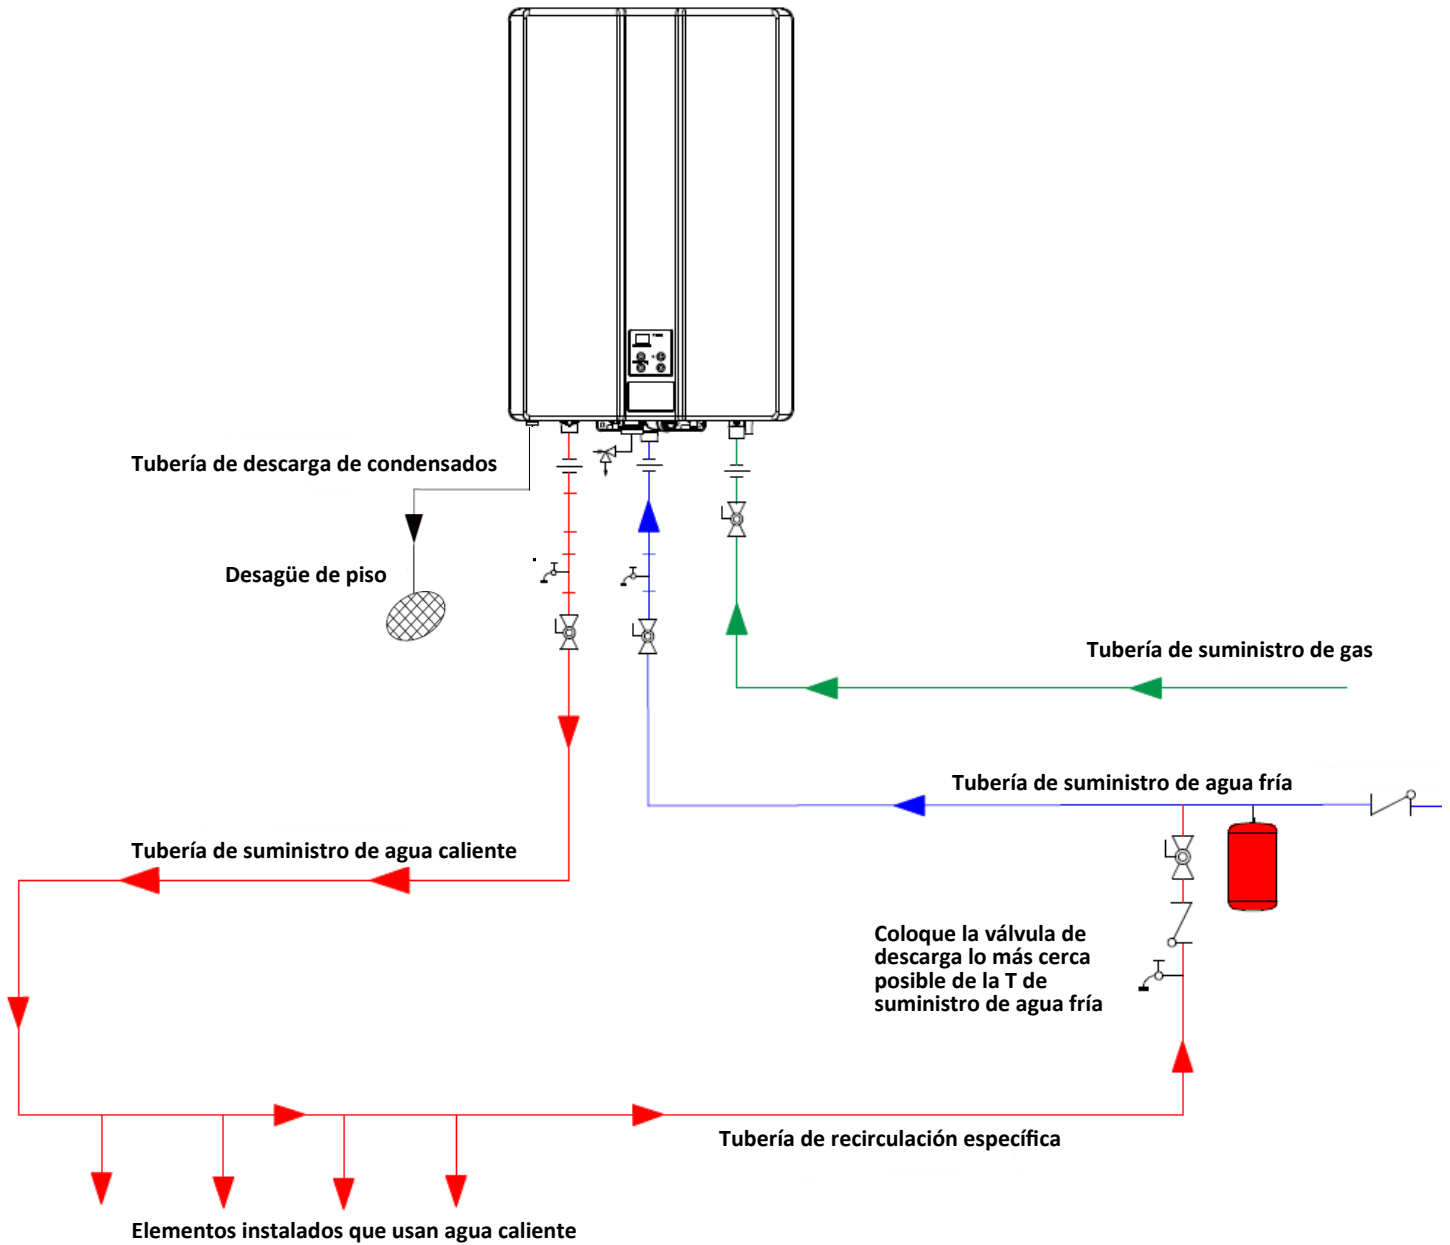 Tubería de descarga de condensados
Desagüe de piso
Tubería de suministro de gas
Tubería de suministro de agua fría
Tubería de suministro de agua caliente
Coloque la válvula de
descarga lo más cerca
posible de la T de
suministro de agua fría
Tubería de recirculación específica
Elementos instalados que usan agua caliente